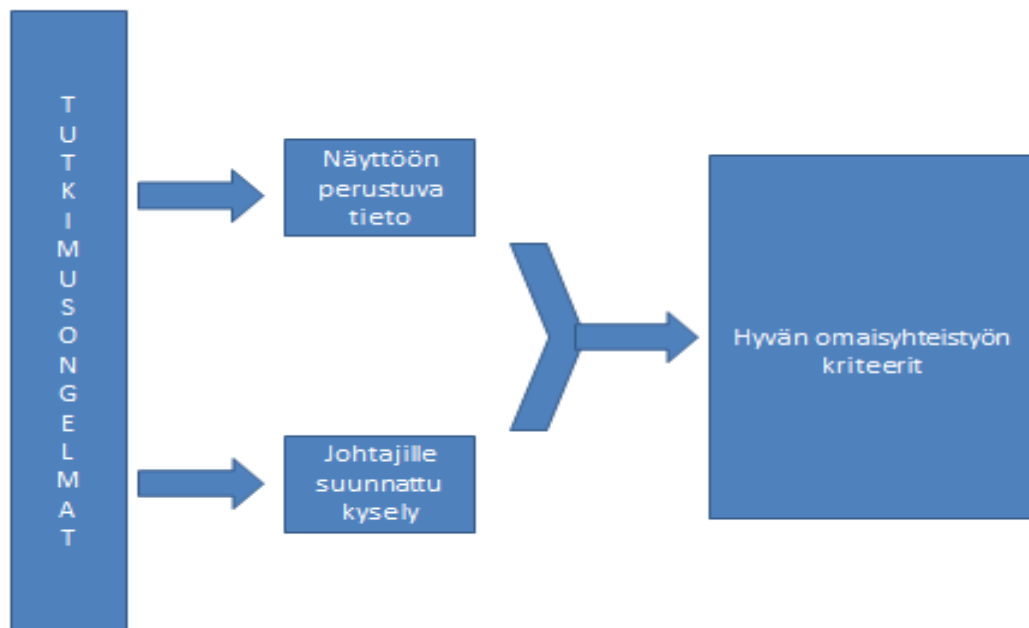 T
U
T
K
I
M
U
S
O
N
G
E
L
M
A
T
Näyttöön
perustuva
tieto
Johtajille
suunnattu
kysely
Hyvän omaisyhteistyön
kriteerit